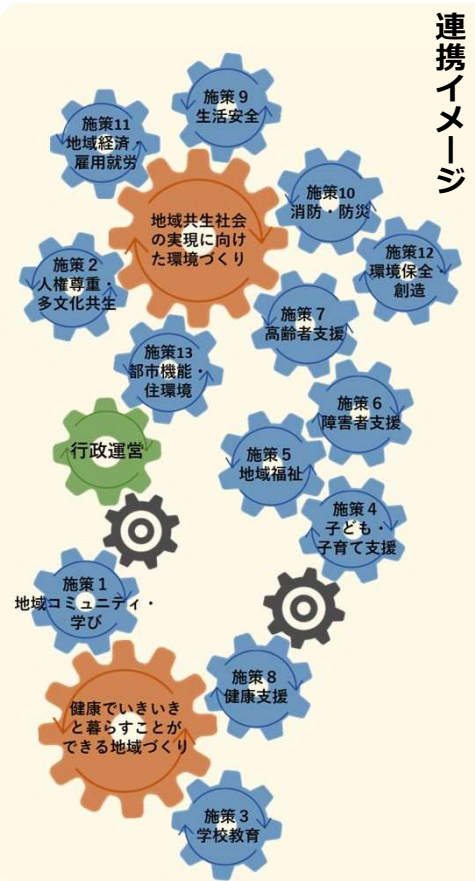 連携イメージ
施策９
生活安全
施策11
地域経済・
雇用就労
地域共生社会
の実現に向け
た環境づくり
施策10
消防・防災
施策12
環境保全・
創造
施策２
人権尊重・
多文化共生
施策７
高齢者支援
施策13
都市機能・
住環境
施策６
障害者支援
行政運営
施策５
地域福祉
施策４
子ども・
子育て支援
施策１
地域コミュニティ・
学び
施策８
健康支援
健康でいきいき
と暮らすことが
できる地域づくり
施策３
学校教育